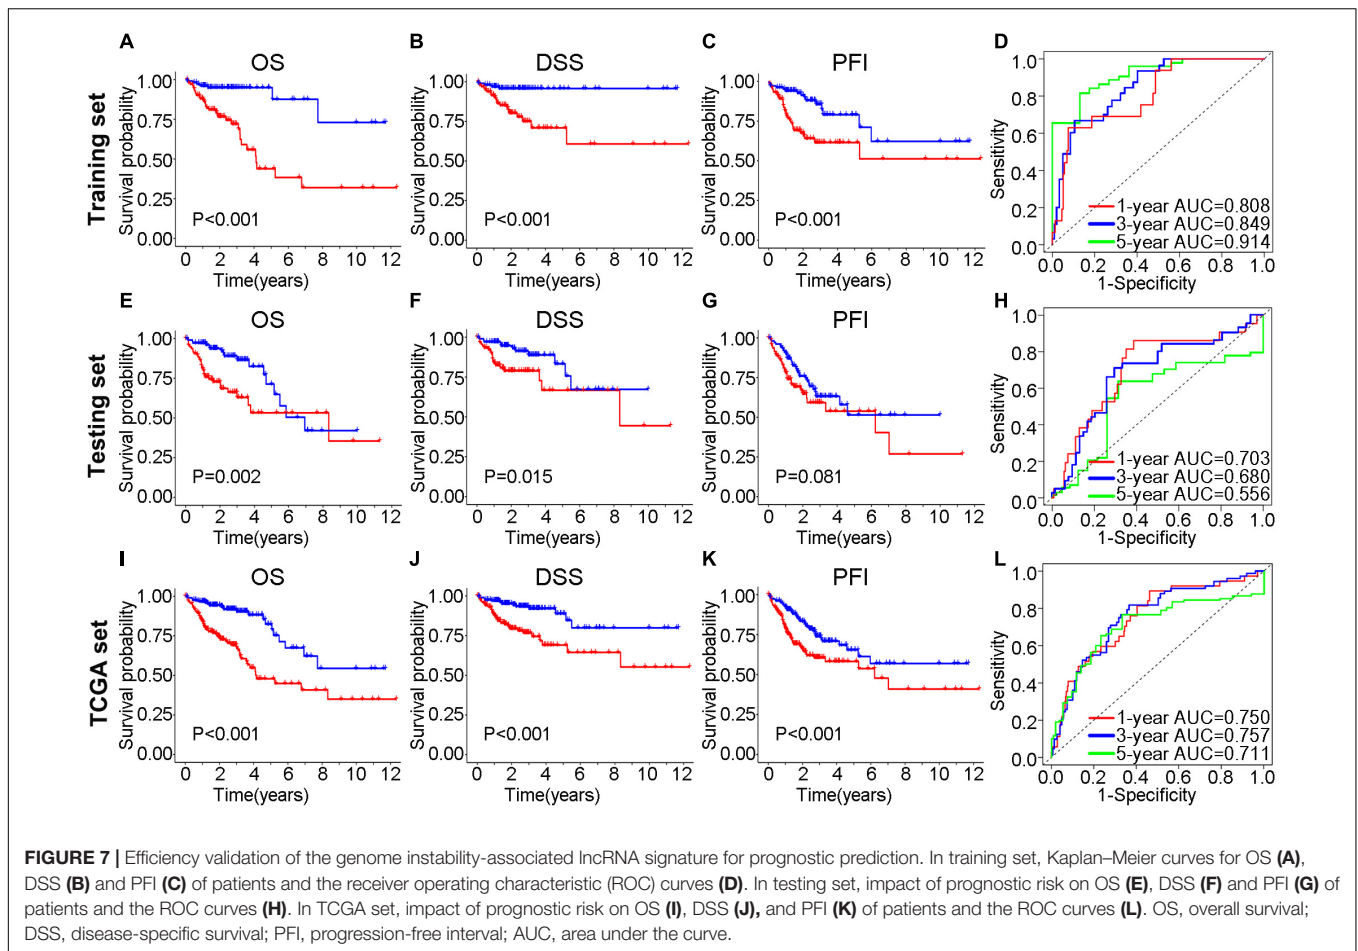 A
B
C
D
OS
DSS
PFI
Training set
Survival probability
1.00
0.75
0.50
0.25
0.00
P<0.001
0 2 4 6 8 10 12
Time(years)
Survival probability
1.00
0.75
0.50
0.25
0.00
P<0.001
0 2 4 6 8 10 12
Time(years)
Survival probability
1.00
0.75
0.50
0.25
0.00
P<0.001
0 2 4 6 8 10 12
Time(years)
Sensitivity
1.0
0.8
0.6
0.4
0.2
0.0
1-year AUC=0.808
3-year AUC=0.849
5-year AUC=0.914
0.0 0.2 0.4 0.6 0.8 1.0
1-Specificity
E
F
G
H
OS
DSS
PFI
Testing set
Survival probability
1.00
0.75
0.50
0.25
0.00
P=0.002
0 2 4 6 8 10 12
Time(years)
Survival probability
1.00
0.75
0.50
0.25
0.00
P=0.015
0 2 4 6 8 10 12
Time(years)
Survival probability
1.00
0.75
0.50
0.25
0.00
P=0.081
0 2 4 6 8 10 12
Time(years)
Sensitivity
1.0
0.8
0.6
0.4
0.2
0.0
1-year AUC=0.703
3-year AUC=0.680
5-year AUC=0.556
0.0 0.2 0.4 0.6 0.8 1.0
1-Specificity
I
J
K
L
OS
DSS
PFI
TCGA set
Survival probability
1.00
0.75
0.50
0.25
0.00
P<0.001
0 2 4 6 8 10 12
Time(years)
Survival probability
1.00
0.75
0.50
0.25
0.00
P<0.001
0 2 4 6 8 10 12
Time(years)
Survival probability
1.00
0.75
0.50
0.25
0.00
P<0.001
0 2 4 6 8 10 12
Time(years)
Sensitivity
1.0
0.8
0.6
0.4
0.2
0.0
1-year AUC=0.750
3-year AUC=0.757
5-year AUC=0.711
0.0 0.2 0.4 0.6 0.8 1.0
1-Specificity
FIGURE 7 | Efficiency validation of the genome instability-associated lncRNA signature for prognostic prediction. In training set, Kaplan–Meier curves for OS (A),
DSS (B) and PFI (C) of patients and the receiver operating characteristic (ROC) curves (D). In testing set, impact of prognostic risk on OS (E), DSS (F) and PFI (G) of
patients and the ROC curves (H). In TCGA set, impact of prognostic risk on OS (I), DSS (J), and PFI (K) of patients and the ROC curves (L). OS, overall survival;
DSS, disease-specific survival; PFI, progression-free interval; AUC, area under the curve.